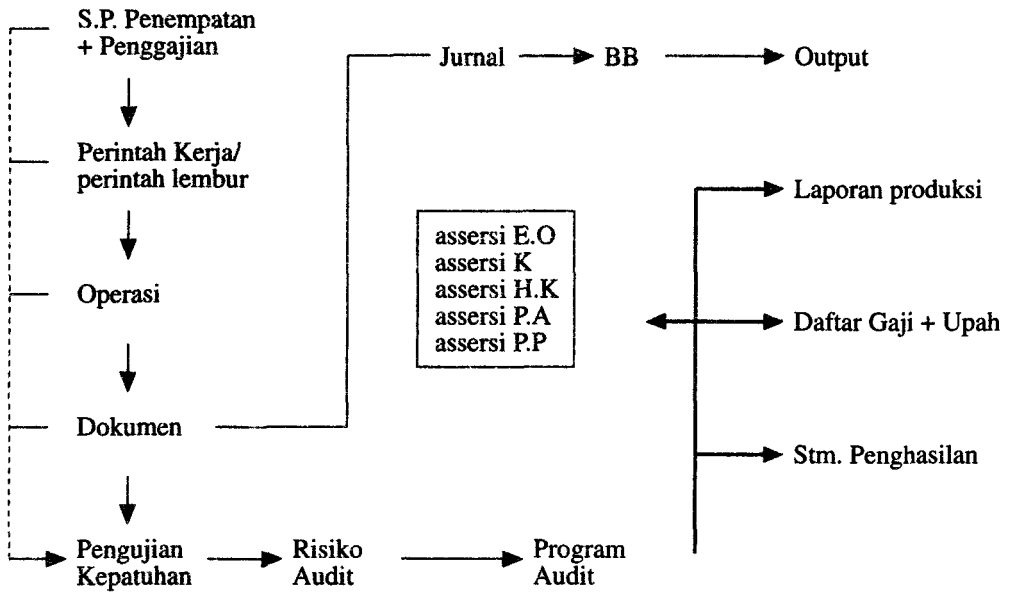 S.P. Penempatan
+ Penggajian
Jurnal
BB
Output
Perintah Kerja/
perintah lembur
Laporan produksi
assersi E.O
assersi K
assersi H.K
assersi P.A
assersi P.P
Operasi
Daftar Gaji + Upah
Dokumen
Stm. Penghasilan
Pengujian
Kepatuhan
Risiko
Audit
Program
Audit